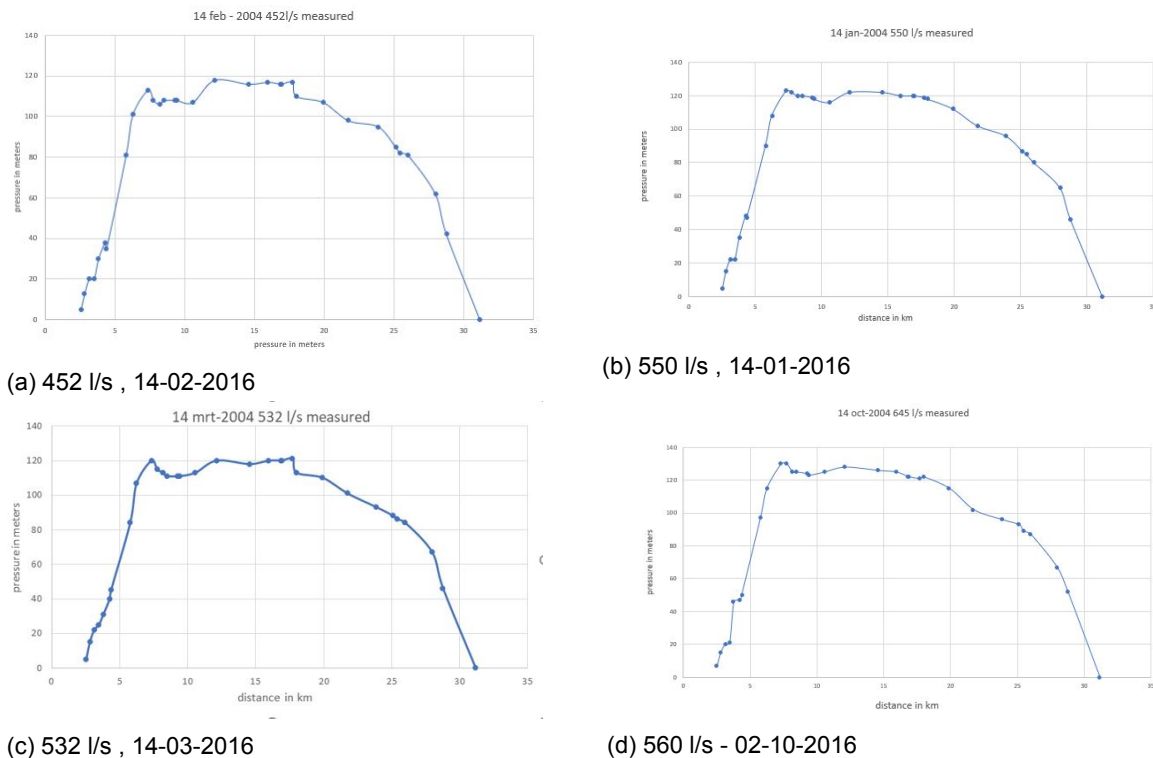 14 feb - 2004 452l/s measured
140
120
100
80
60
40
20
0
pressure in meters
0 5 10 15 20 25 30 35
pressure in meters
(a) 452 l/s , 14-02-2016
14 jan-2004 550 l/s measured
140
120
100
80
60
40
20
0
pressure in meters
0 5 10 15 20 25 30 35
distance in km
(b) 550 l/s , 14-01-2016
14 mrt-2004 532 l/s measured
140
120
100
80
60
40
20
0
pressure in meters
0 5 10 15 20 25 30 35
distance in km
(c) 532 l/s , 14-03-2016
14 oct-2004 645 l/s measured
140
120
100
80
60
40
20
0
pressure in meters
0 5 10 15 20 25 30 35
distance in km
(d) 560 l/s - 02-10-2016